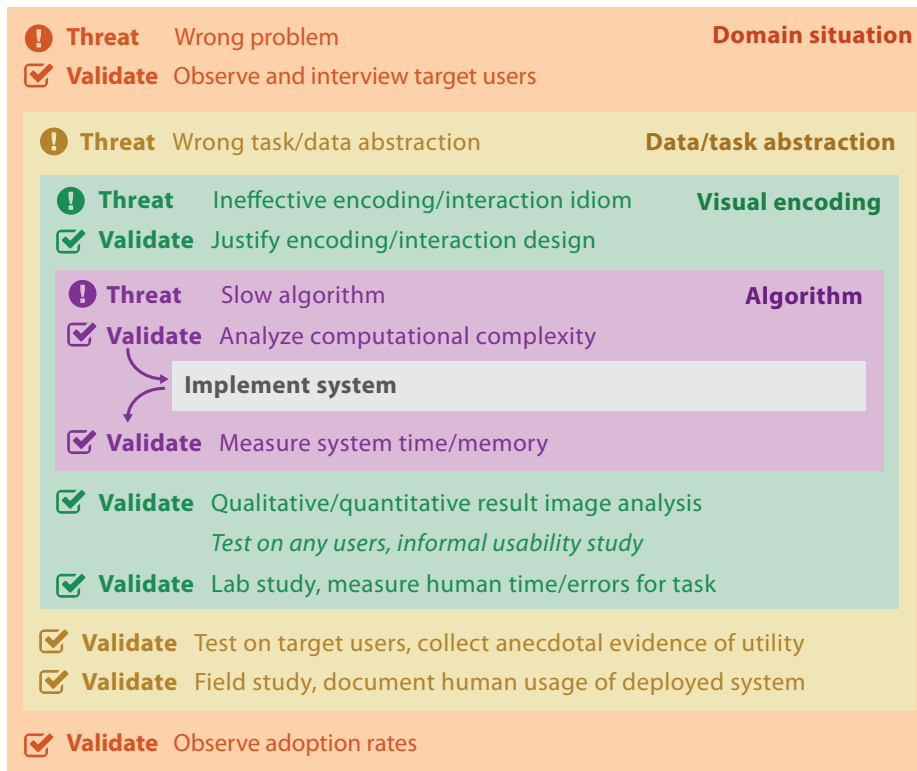 Threat Wrong problem Domain situation
Validate Observe and interview target users
Threat Wrong task/data abstraction Data/task abstraction
Threat Ineffective encoding/interaction idiom Visual encoding
Validate Justify encoding/interaction design
Threat Slow algorithm Algorithm
Validate Analyze computational complexity
Implement system
Validate Measure system time/memory
Validate Qualitative/quantitative result image analysis
Test on any users, informal usability study
Validate Lab study, measure human time/errors for task
Validate Test on target users, collect anecdotal evidence of utility
Validate Field study, document human usage of deployed system
Validate Observe adoption rates